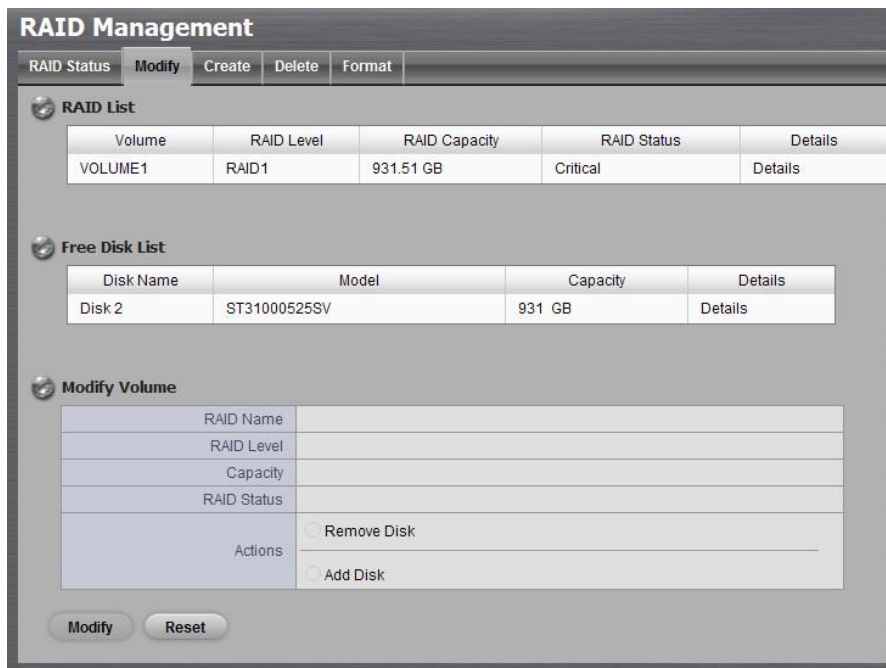 RAID Management
RAID Status Modify Create Delete Format
RAID List
Volume RAID Level RAID Capacity RAID Status Details
VOLUME1 RAID1 931.51 GB Critical Details
Free Disk List
Disk Name Model Capacity Details
Disk 2 ST31000525SV 931 GB Details
Modify Volume
RAID Name
RAID Level
Capacity
RAID Status
Actions
Remove Disk
Add Disk
Modify Reset